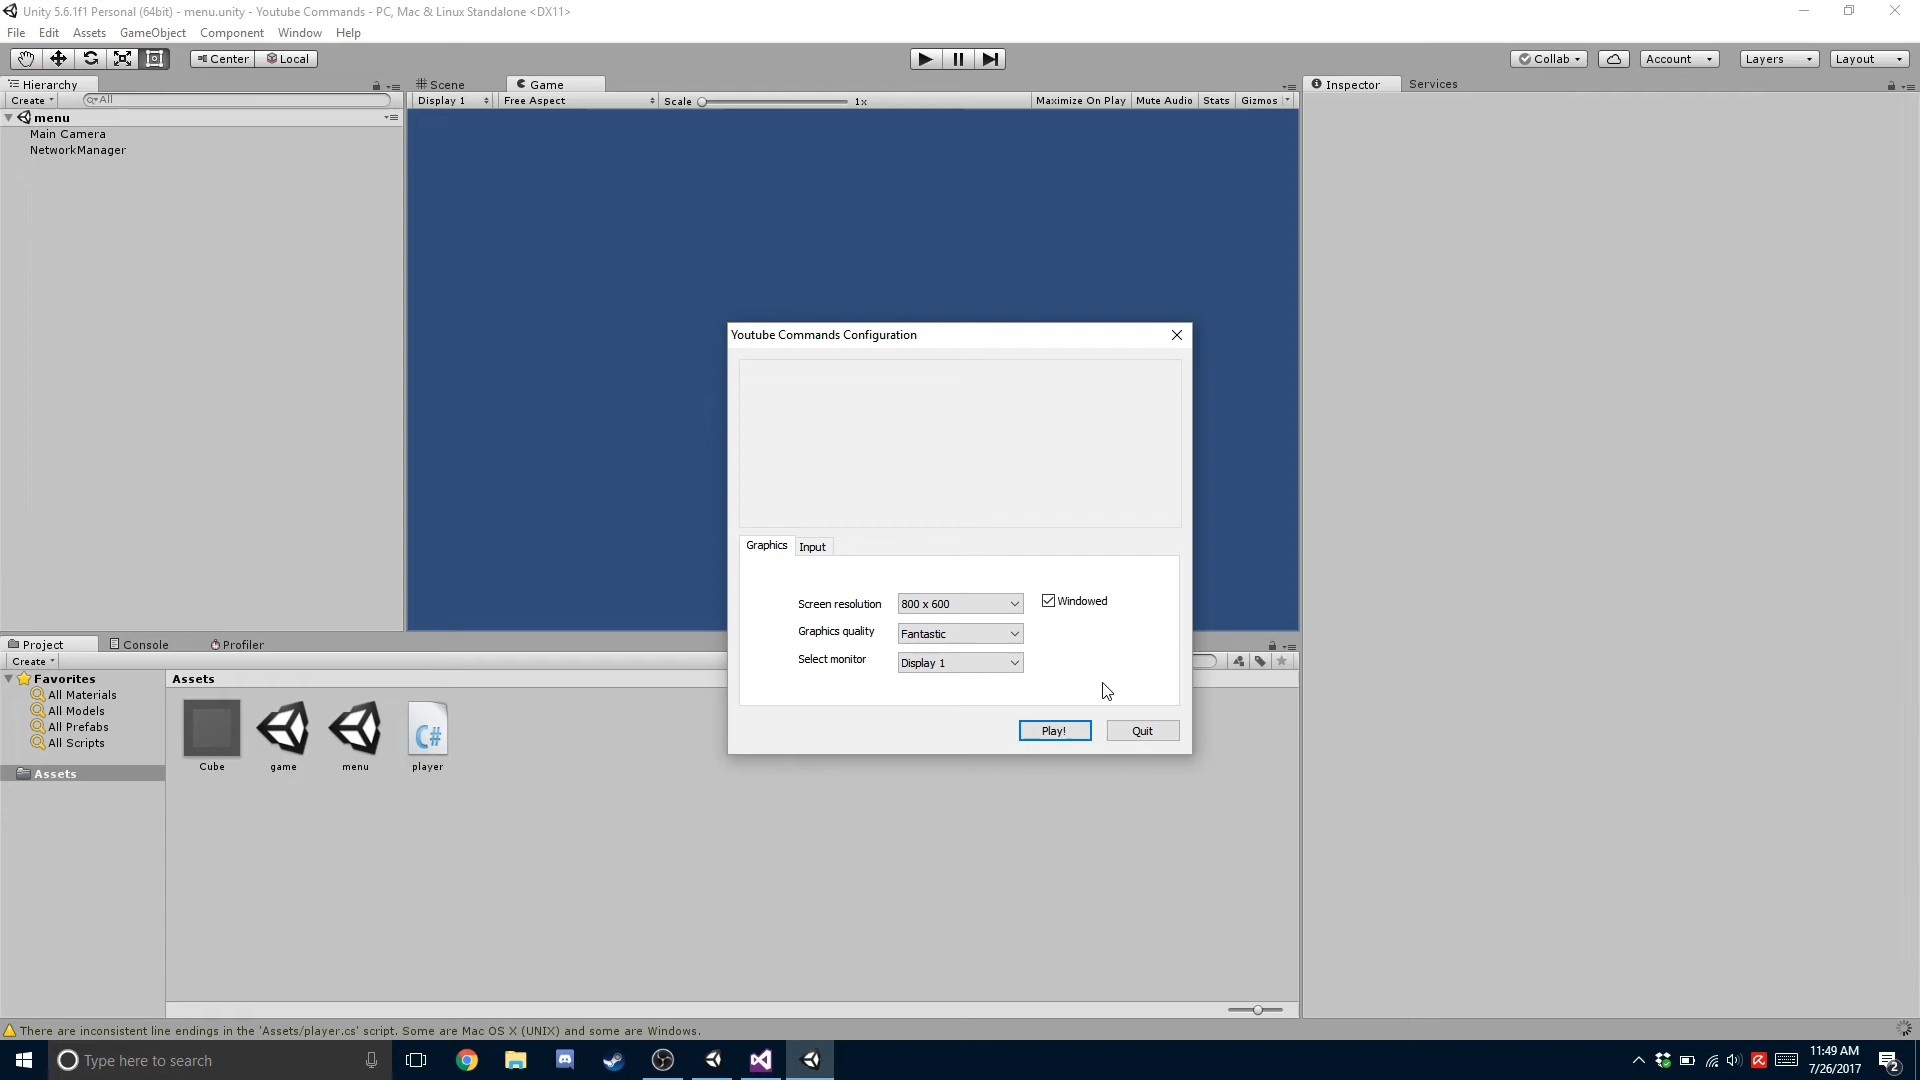 Unity 5.6.1f1 Personal (64bit) - menu.unity - Youtube Commands - PC, Mac & Linux Standalone <DX11>
File Edit Assets GameObject Component Window Help
Center Local
Collab Account Layers Layout
Hierarchy Scene Game Inspector Services
Create All Display 1 Free Aspect Scale 1x Maximize On Play Mute Audio Stats Gizmos
menu
Main Camera
NetworkManager
Youtube Commands Configuration
Graphics Input
Screen resolution 800 x 600 Windowed
Graphics quality Fantastic
Select monitor Display 1
Play! Quit
Project Console Profiler
Create
Favorites
All Materials
All Models
All Prefabs
All Scripts
Assets
Assets
C#
Cube game menu player
There are inconsistent line endings in the 'Assets/player.cs' script. Some are Mac OS X (UNIX) and some are Windows.
Type here to search
11:49 AM
7/26/2017
2